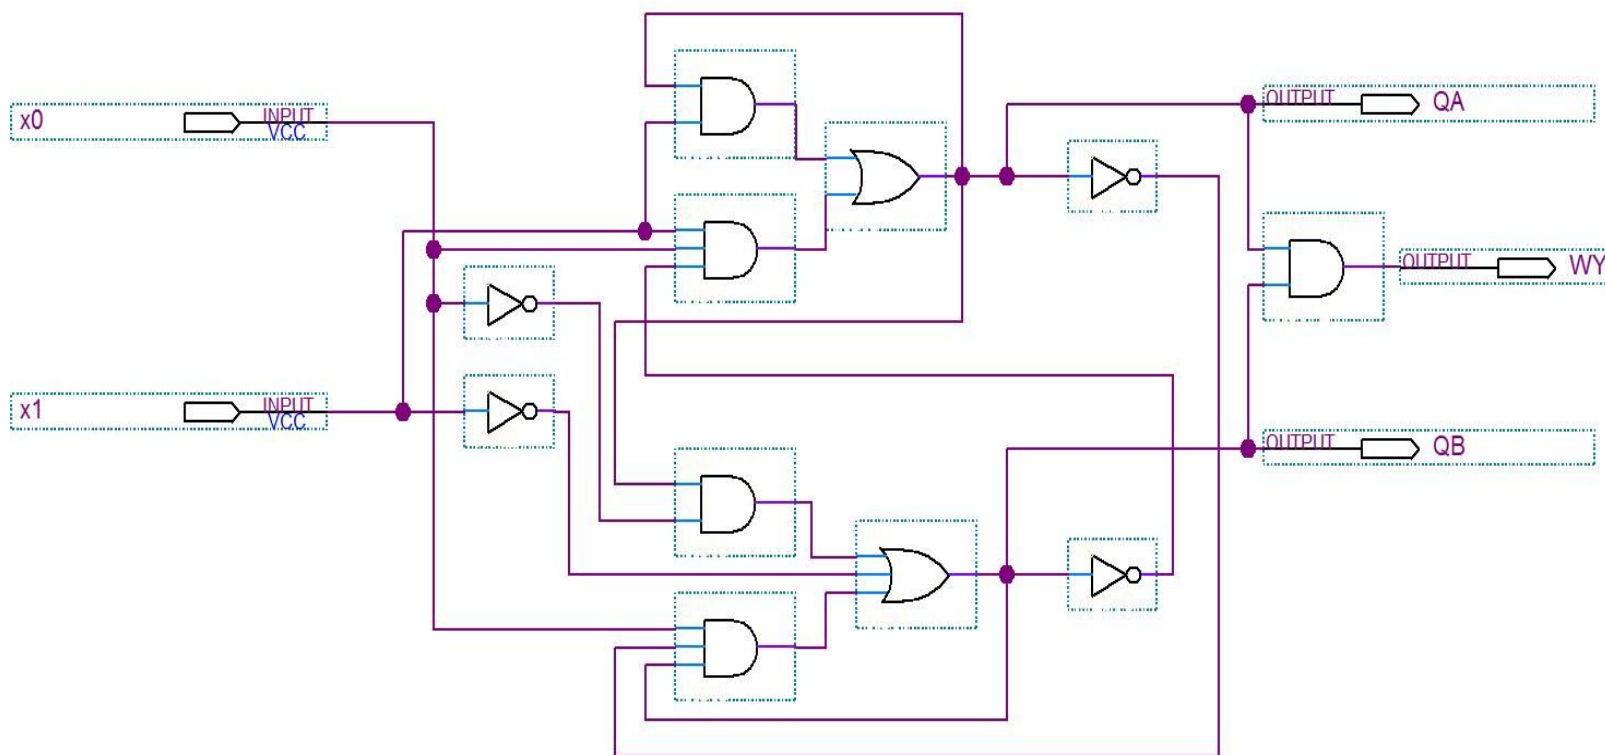 x0 INPUT
VCC
OUTPUT QA
OUTPUT WY
x1 INPUT
VCC
OUTPUT QB